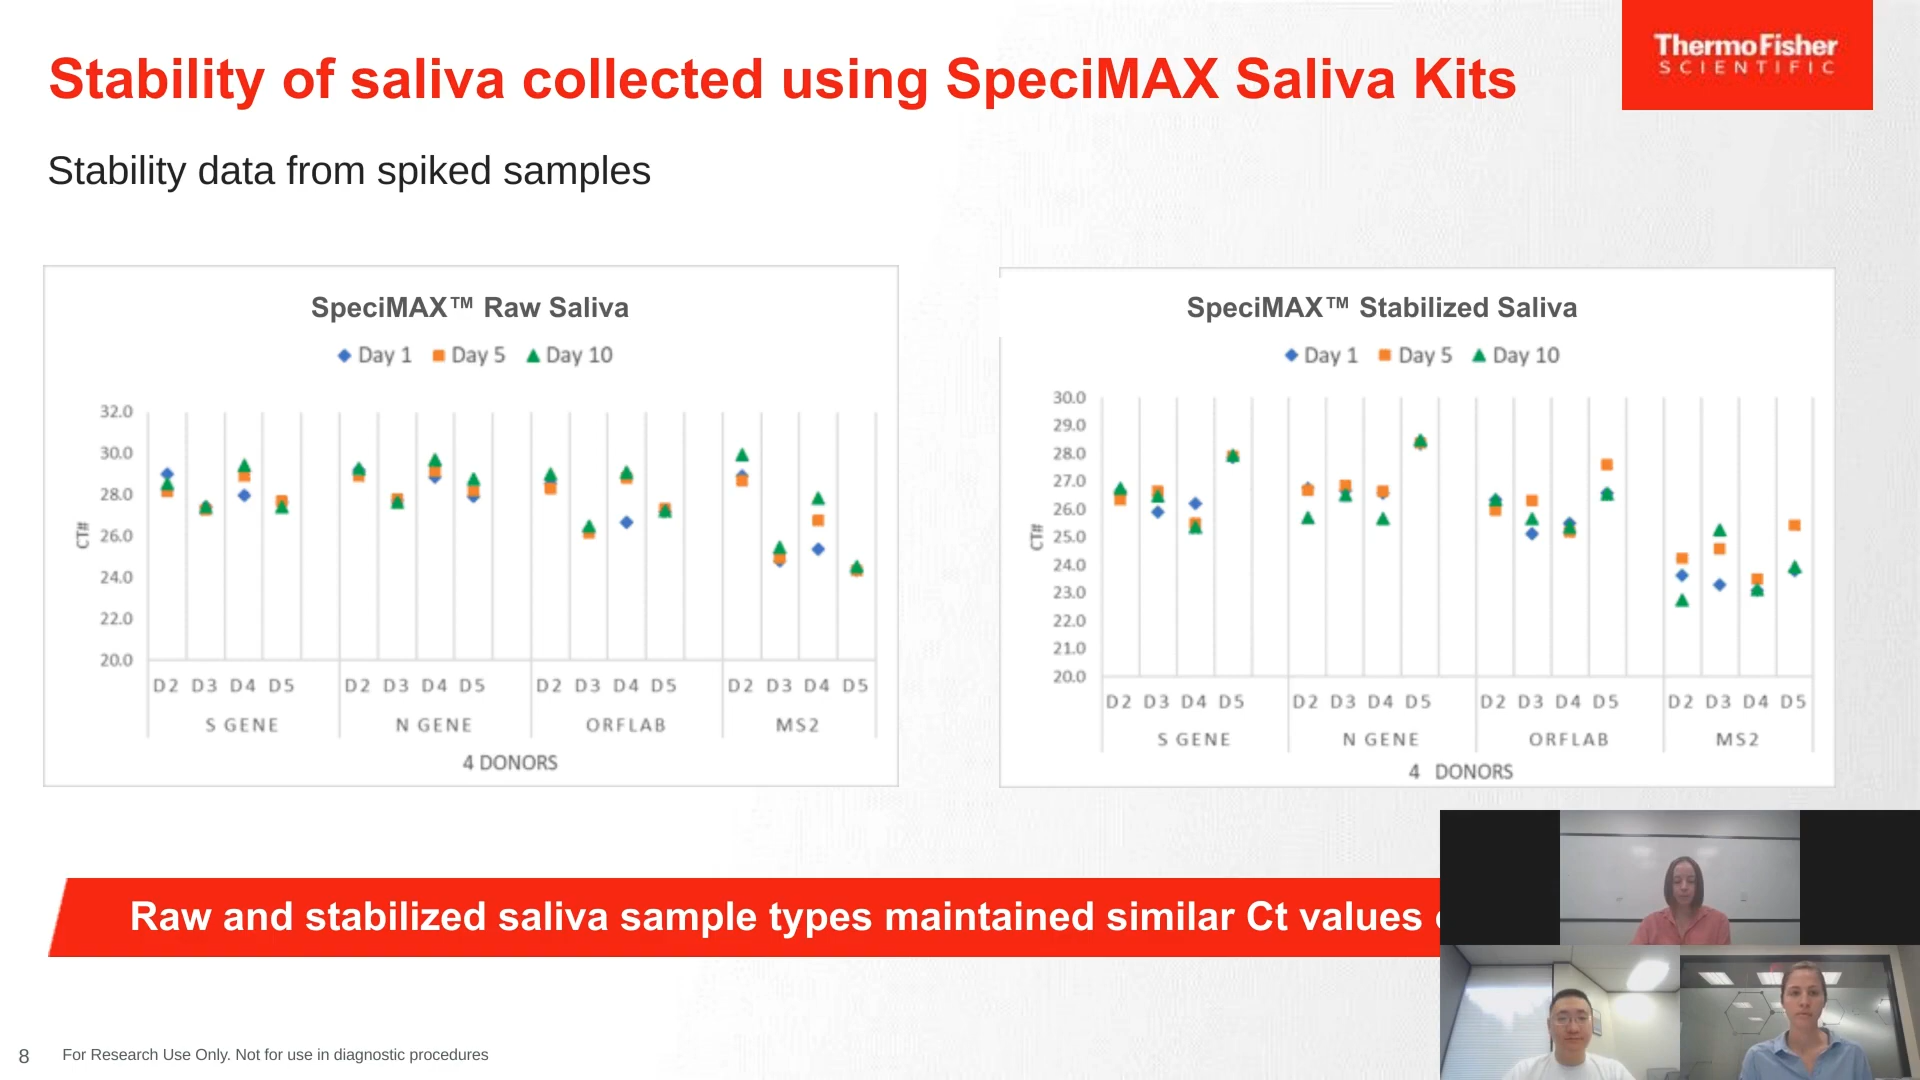 Stability of saliva collected using SpeciMAX Saliva Kits
ThermoFisher
SCIENTIFIC
Stability data from spiked samples
SpeciMAX™ Raw Saliva
Day 1 Day 5 Day 10
32.0
30.0
28.0
26.0
24.0
22.0
20.0
CT#
D2 D3 D4 D5 D2 D3 D4 D5 D2 D3 D4 D5 D2 D3 D4 D5
S GENE N GENE ORFLAB MS2
4 DONORS
SpeciMAX™ Stabilized Saliva
Day 1 Day 5 Day 10
30.0
29.0
28.0
27.0
26.0
25.0
24.0
23.0
22.0
21.0
20.0
CT#
D2 D3 D4 D5 D2 D3 D4 D5 D2 D3 D4 D5 D2 D3 D4 D5
S GENE N GENE ORFLAB MS2
4 DONORS
Raw and stabilized saliva sample types maintained similar Ct values
8 For Research Use Only. Not for use in diagnostic procedures